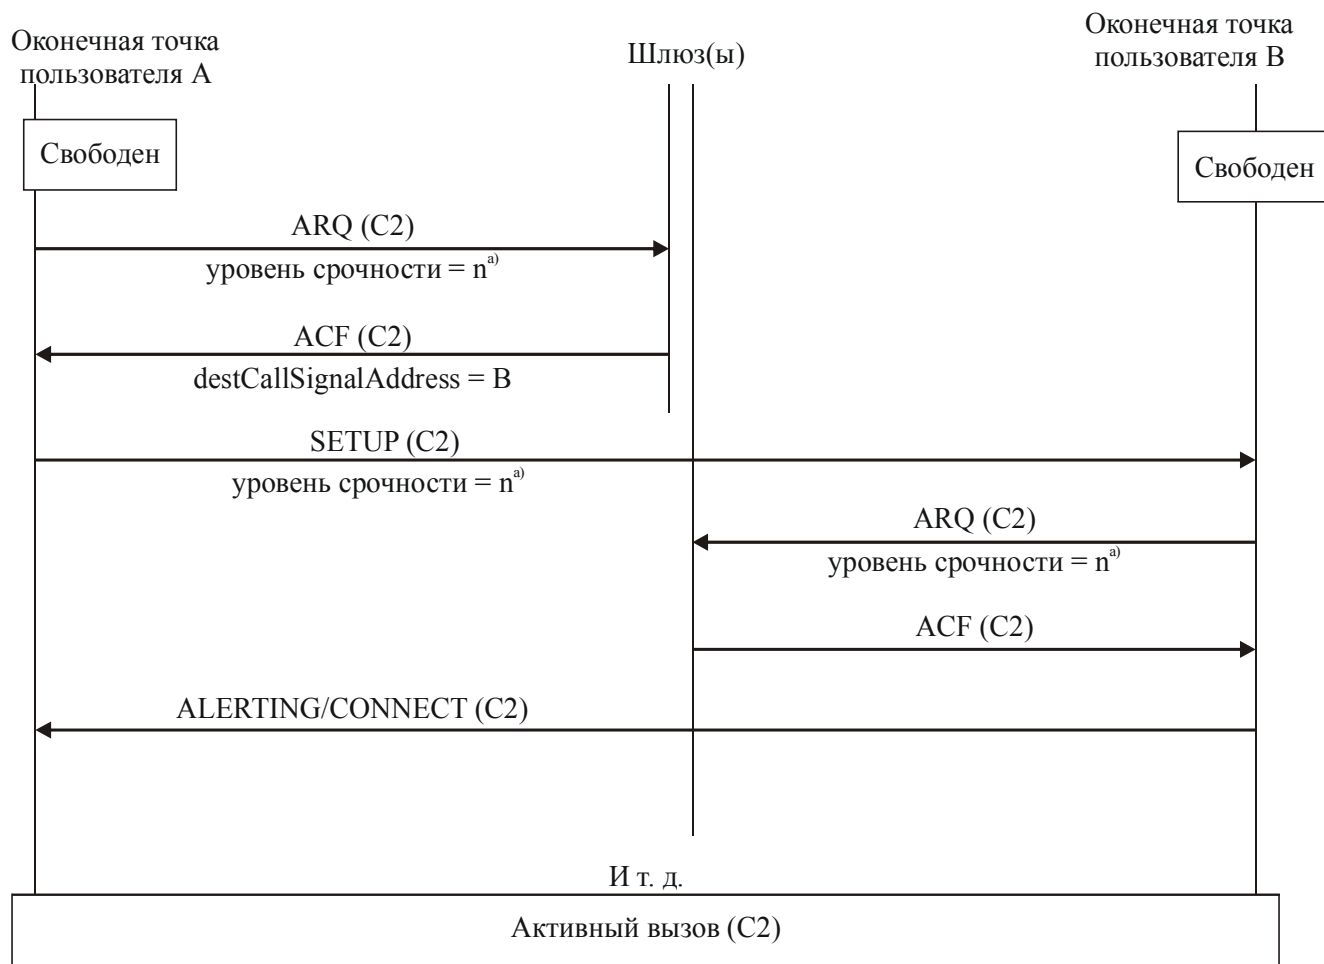 Оконечная точка
пользователя А
Шлюз(ы)
Оконечная точка
пользователя В
Свободен
Свободен
ARQ (C2)
уровень срочности = n а)
ACF (C2)
destCallSignalAddress = B
SETUP (C2)
уровень срочности = n а)
ARQ (C2)
уровень срочности = n а)
ACF (C2)
ALERTING/CONNECT (C2)
И т. д.
Активный вызов (C2)